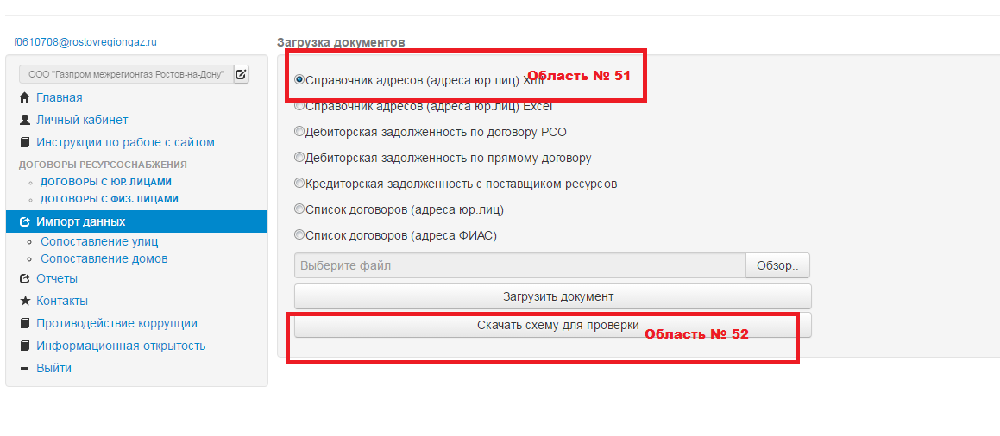 f0610708@rostovregiongaz.ru
ООО "Газпром межрегионгаз Ростов-на-Дону"
Главная
Личный кабинет
Инструкции по работе с сайтом
ДОГОВОРЫ РЕСУРСОСНАБЖЕНИЯ
ДОГОВОРЫ С ЮР. ЛИЦАМИ
ДОГОВОРЫ С ФИЗ. ЛИЦАМИ
Импорт данных
Сопоставление улиц
Сопоставление домов
Отчеты
Контакты
Противодействие коррупции
Информационная открытость
Выйти
Загрузка документов
Справочник адресов (адреса юр.лиц) Xml
Область № 51
Справочник адресов (адреса юр.лиц) Excel
Дебиторская задолженность по договору РСО
Дебиторская задолженность по прямому договору
Кредиторская задолженность с поставщиком ресурсов
Список договоров (адреса юр.лиц)
Список договоров (адреса ФИАС)
Выберите файл Обзор..
Загрузить документ
Скачать схему для проверки
Область № 52